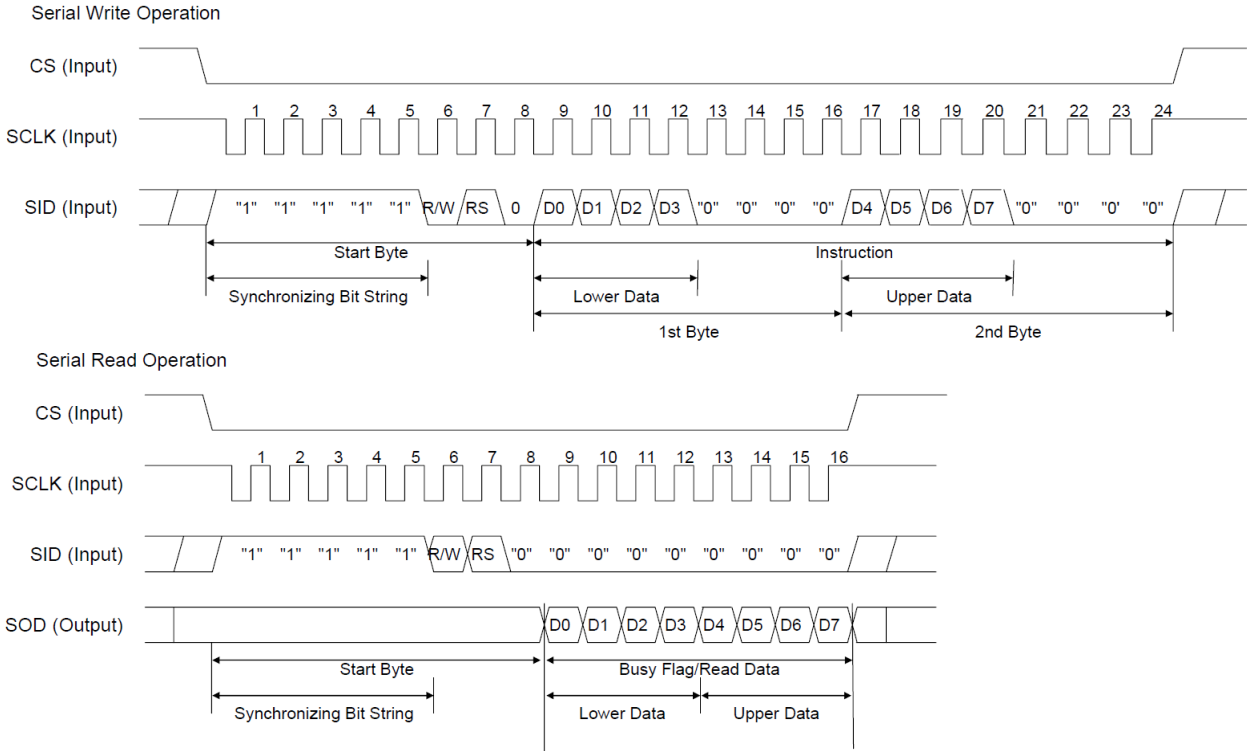 Serial Write Operation
CS (Input)
1 2 3 4 5 6 7 8 9 10 11 12 13 14 15 16 17 18 19 20 21 22 23 24
SCLK (Input)
SID (Input) "1" "1" "1" "1" "1" R/W RS 0 D0 D1 D2 D3 "0" "0" "0" "0" D4 D5 D6 D7 "0" "0" "0" "0"
Start Byte Instruction
Synchronizing Bit String Lower Data Upper Data
1st Byte 2nd Byte
Serial Read Operation
CS (Input)
1 2 3 4 5 6 7 8 9 10 11 12 13 14 15 16
SCLK (Input)
SID (Input) "1" "1" "1" "1" "1" R/W RS "0" "0" "0" "0" "0" "0" "0" "0" "0"
SOD (Output) D0 D1 D2 D3 D4 D5 D6 D7
Start Byte Busy Flag/Read Data
Synchronizing Bit String Lower Data Upper Data